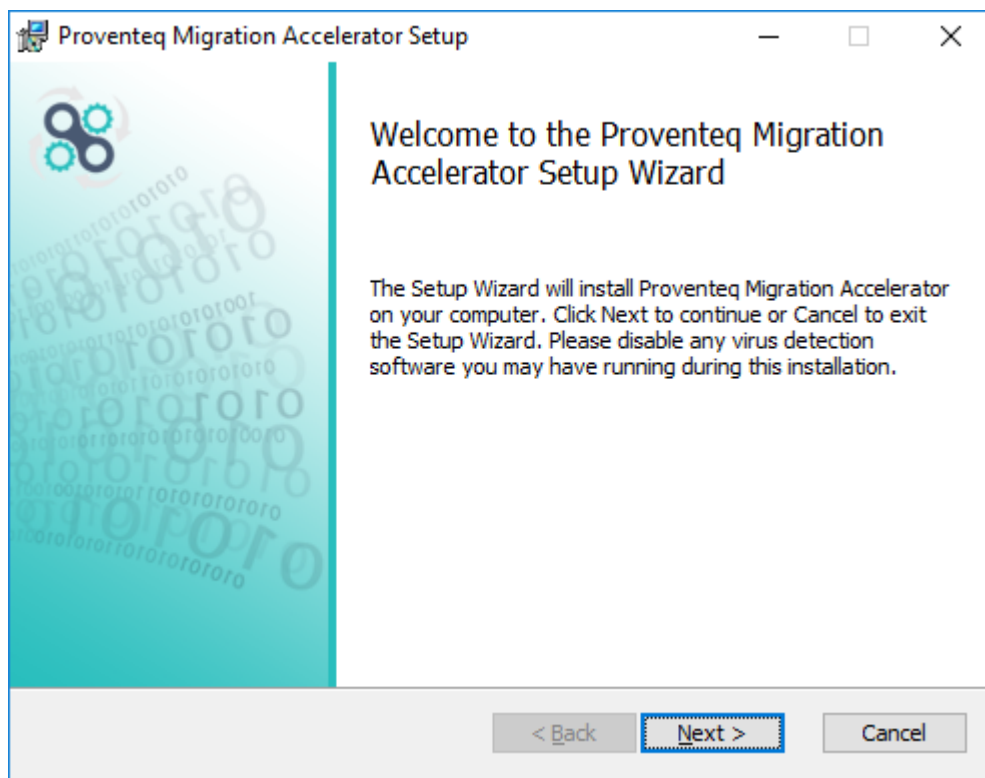 Proventeq Migration Accelerator Setup
Welcome to the Proventeq Migration
Accelerator Setup Wizard
The Setup Wizard will install Proventeq Migration Accelerator
on your computer. Click Next to continue or Cancel to exit
the Setup Wizard. Please disable any virus detection
software you may have running during this installation.
< Back
Next >
Cancel